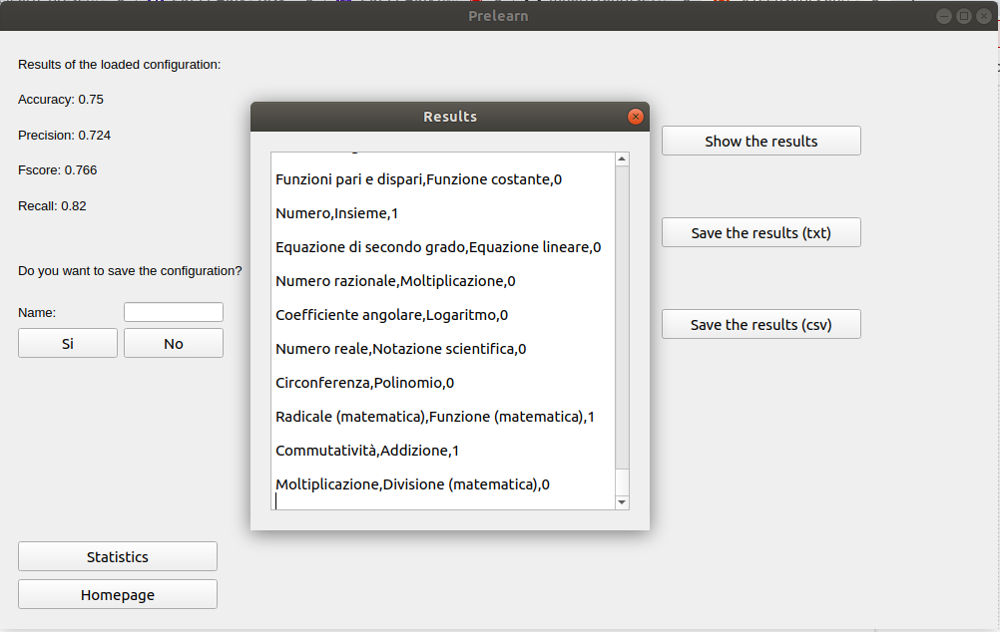 Prelearn
Results of the loaded configuration:
Accuracy: 0.75
Precision: 0.724
Fscore: 0.766
Recall: 0.82
Do you want to save the configuration?
Name:
Si
No
Statistics
Homepage
Results
Funzioni pari e dispari,Funzione costante,0
Numero,Insieme,1
Equazione di secondo grado,Equazione lineare,0
Numero razionale,Moltiplicazione,0
Coefficiente angolare,Logaritmo,0
Numero reale,Notazione scientifica,0
Circonferenza,Polinomio,0
Radicale (matematica),Funzione (matematica),1
Commutatività,Addizione,1
Moltiplicazione,Divisione (matematica),0
Show the results
Save the results (txt)
Save the results (csv)